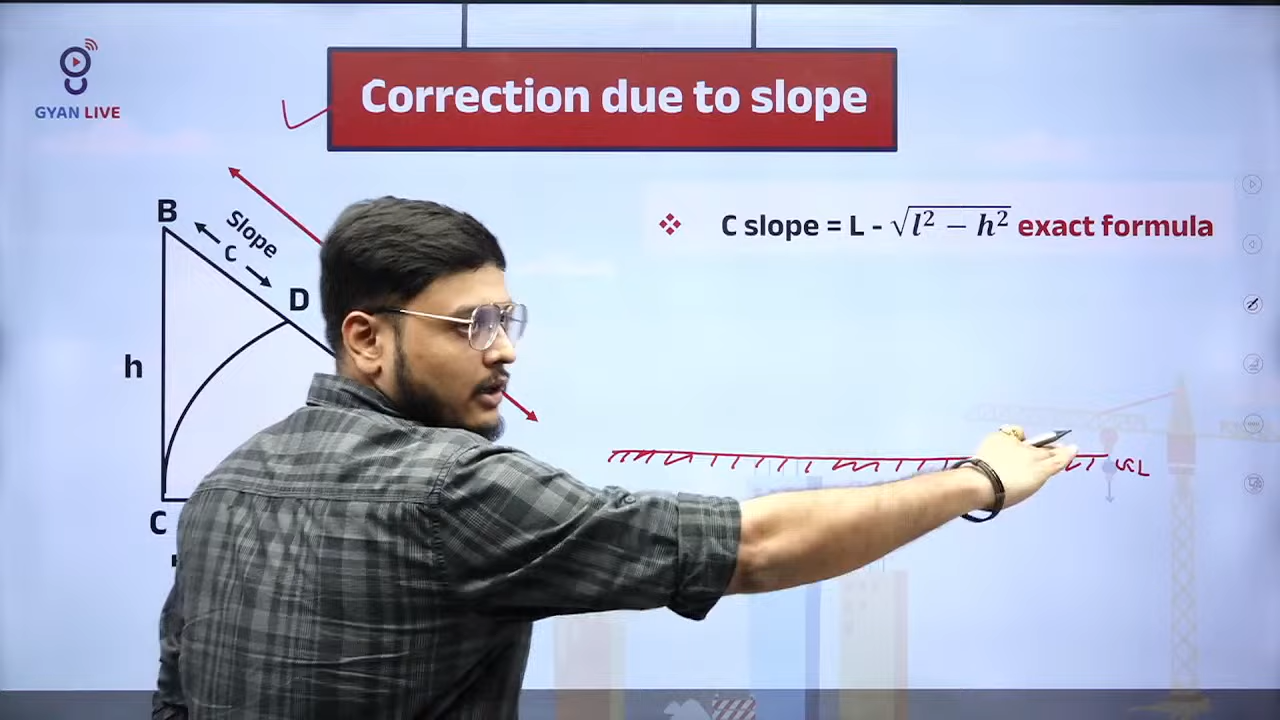 GYAN LIVE
Correction due to slope
B
Slope
C
D
h
C
❖ C slope = L - √l² − h² exact formula